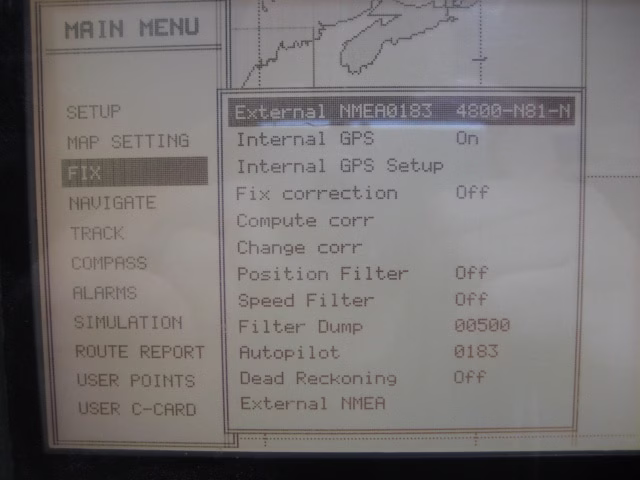 MAIN MENU
SETUP
MAP SETTING
FIX
NAVIGATE
TRACK
COMPASS
ALARMS
SIMULATION
ROUTE REPORT
USER POINTS
USER C-CARD
External NMEA0183 4800-N81-N
Internal GPS On
Internal GPS Setup
Fix correction Off
Compute corr
Change corr
Position Filter Off
Speed Filter Off
Filter Dump 00500
Autopilot 0183
Dead Reckoning Off
External NMEA